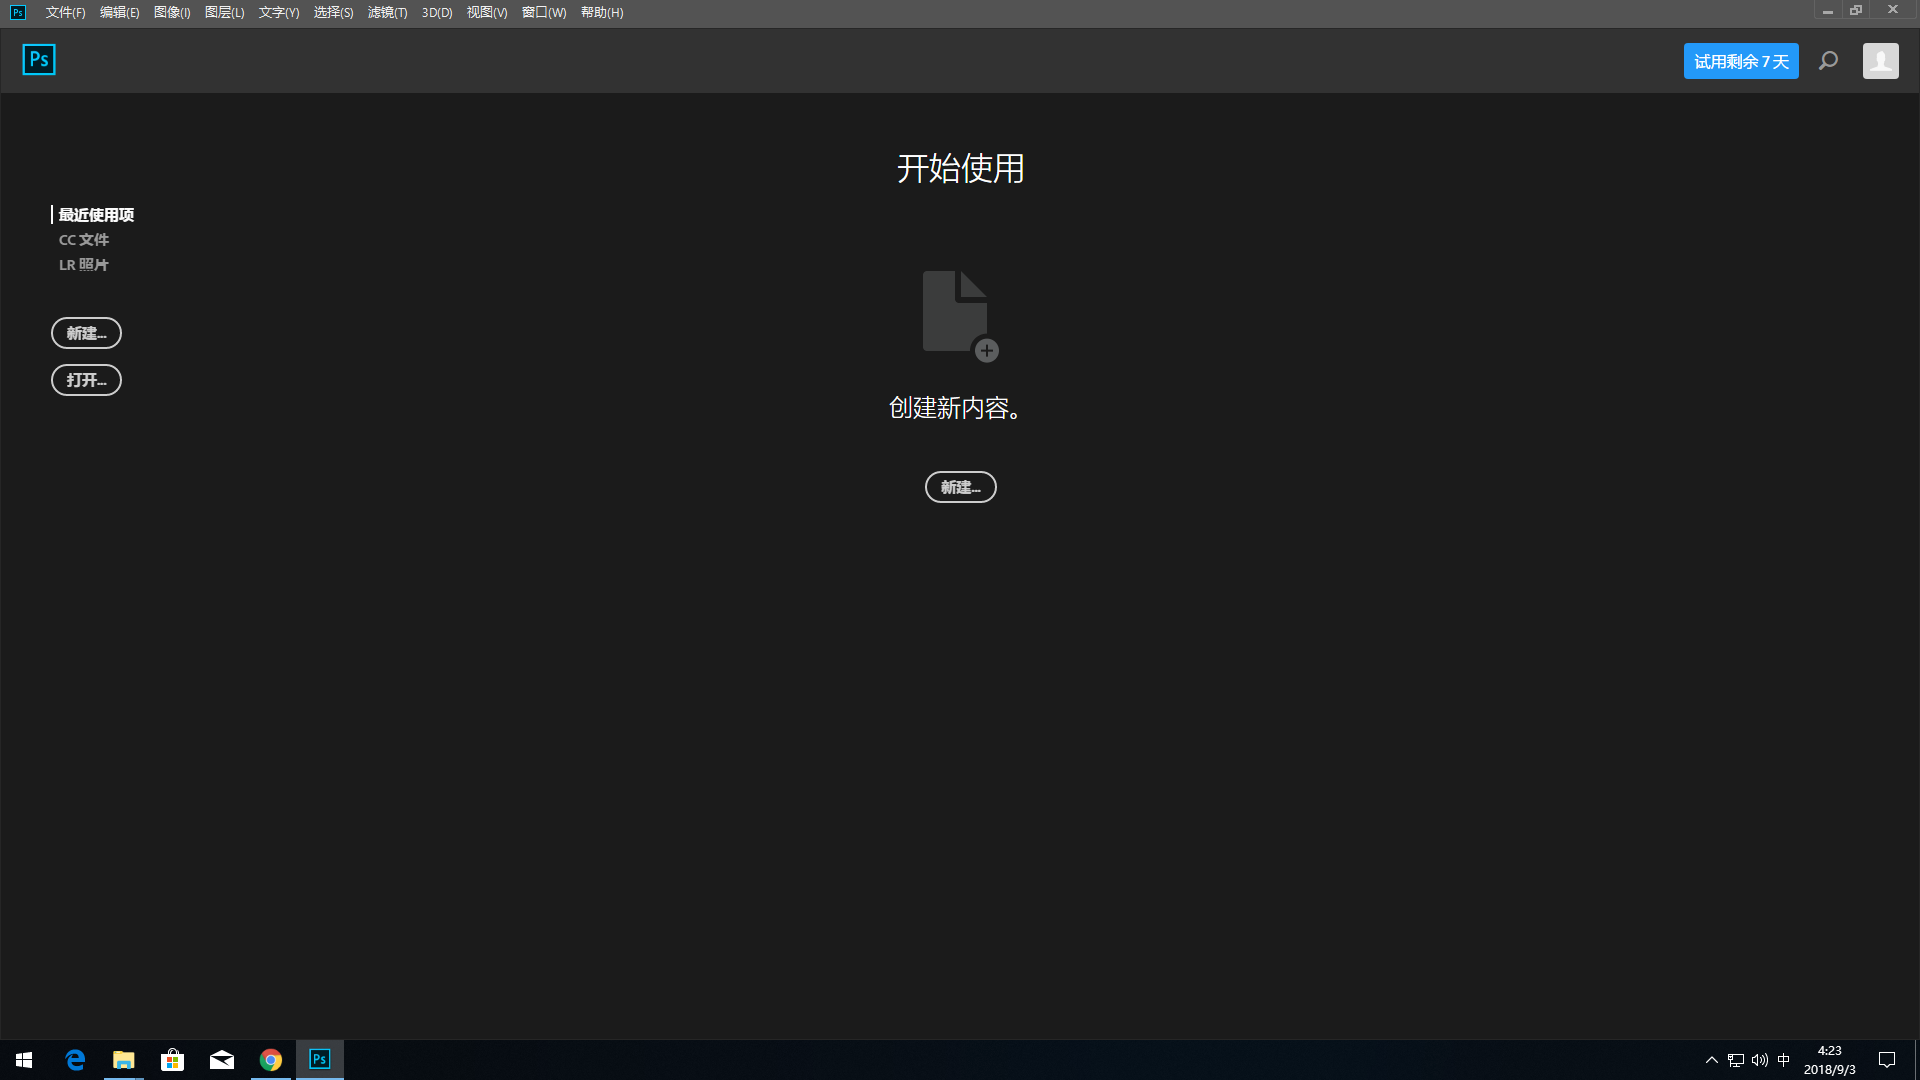 Ps 文件(F) 编辑(E) 图像(I) 图层(L) 文字(Y) 选择(S) 滤镜(T) 3D(D) 视图(V) 窗口(W) 帮助(H)
Ps
试用剩余 7 天
开始使用
最近使用项
CC 文件
LR 照片
新建...
打开...
创建新内容。
新建...
Ps
中
4:23
2018/9/3